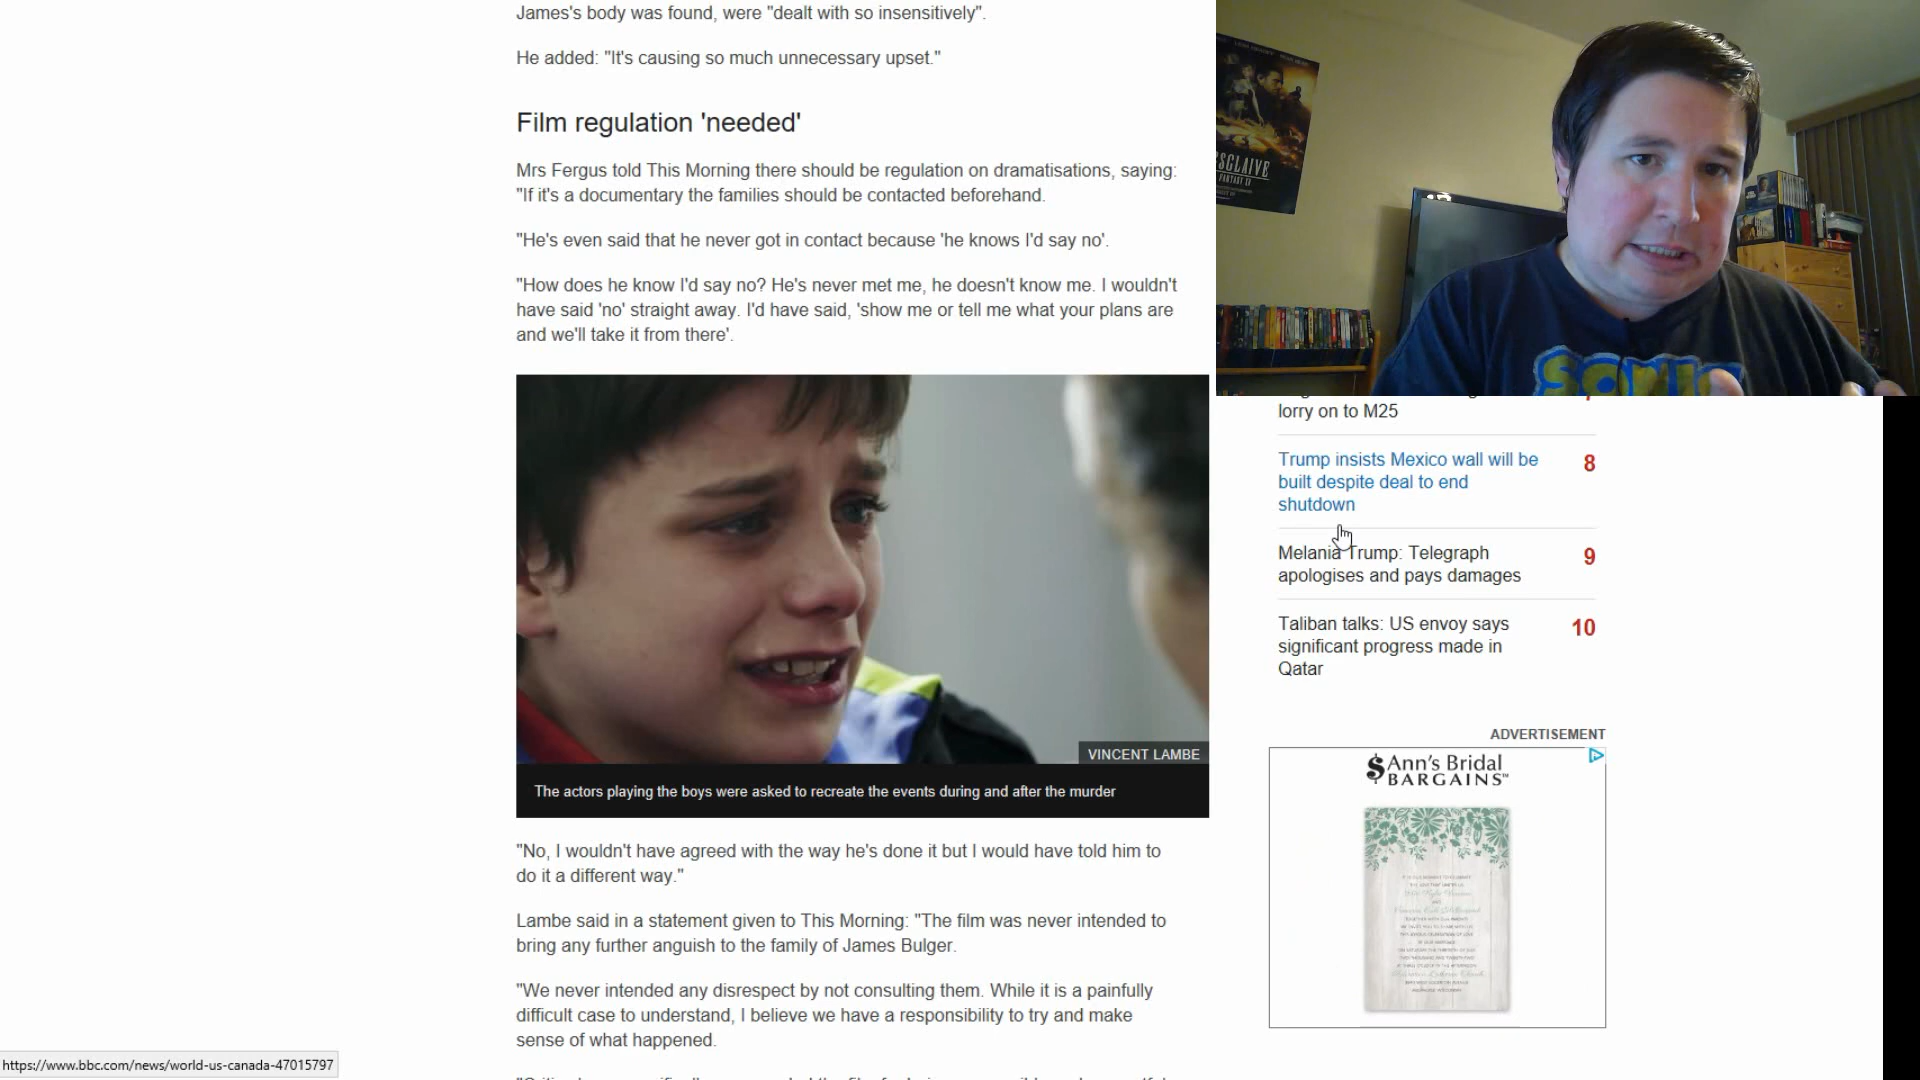 James's body was found, were "dealt with so insensitively".
He added: "It's causing so much unnecessary upset."
Film regulation 'needed'
Mrs Fergus told This Morning there should be regulation on dramatisations, saying:
"If it's a documentary the families should be contacted beforehand.
"He's even said that he never got in contact because 'he knows I'd say no'.
"How does he know I'd say no? He's never met me, he doesn't know me. I wouldn't
have said 'no' straight away. I'd have said, 'show me or tell me what your plans are
and we'll take it from there'.
VINCENT LAMBE
The actors playing the boys were asked to recreate the events during and after the murder
"No, I wouldn't have agreed with the way he's done it but I would have told him to
do it a different way."
Lambe said in a statement given to This Morning: "The film was never intended to
bring any further anguish to the family of James Bulger.
"We never intended any disrespect by not consulting them. While it is a painfully
difficult case to understand, I believe we have a responsibility to try and make
sense of what happened.
SGLAIVE
SONIC
lorry on to M25
Trump insists Mexico wall will be 8
built despite deal to end
shutdown
Melania Trump: Telegraph 9
apologises and pays damages
Taliban talks: US envoy says 10
significant progress made in
Qatar
ADVERTISEMENT
$Ann's Bridal
BARGAINS™
https://www.bbc.com/news/world-us-canada-47015797